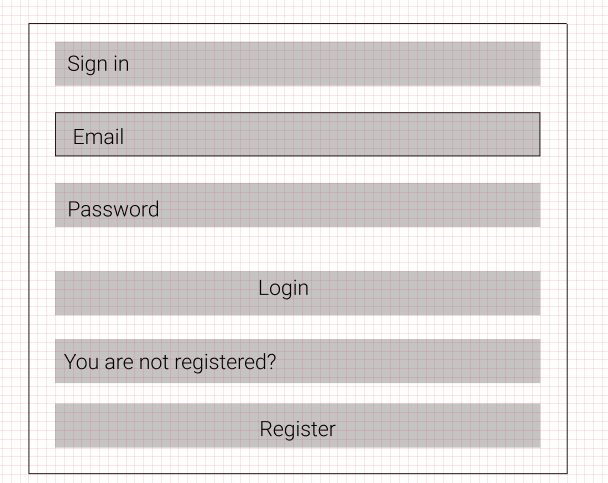 Sign in
Email
Password
Login
You are not registered?
Register